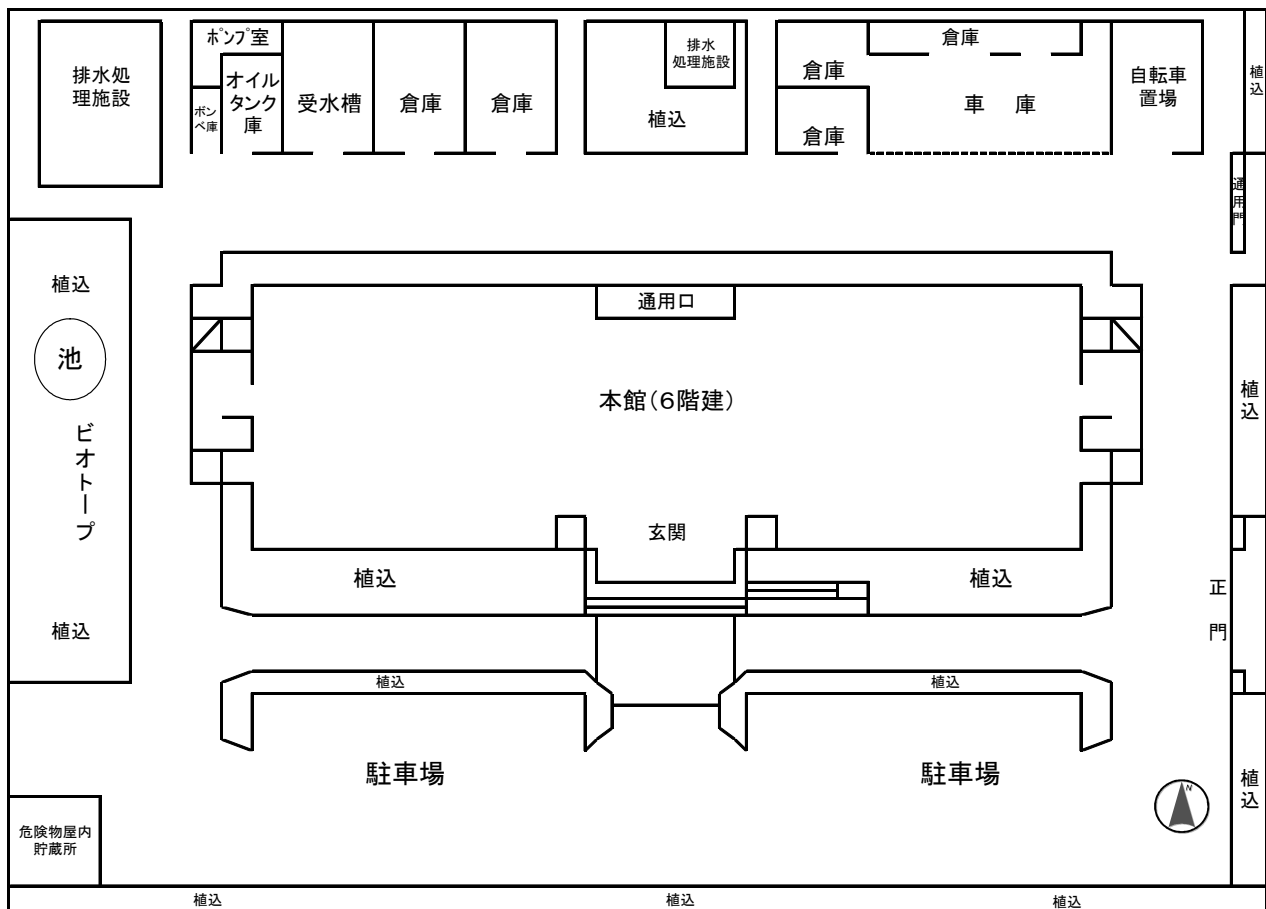 ポンプ室
倉庫
排水処
理施設
オイル
タンク
庫
ボン
ベ庫
受水槽
倉庫
倉庫
排水
処理施設
植込
倉庫
倉庫
車 庫
自転車
置場
植
込
通
用
門
植込
池
ビ
オ
ト
ー
プ
植込
通用口
本館(6階建)
玄関
植込
植込
植
込
正
門
植込
植込
駐車場
駐車場
N
植
込
危険物屋内
貯蔵所
植込
植込
植込